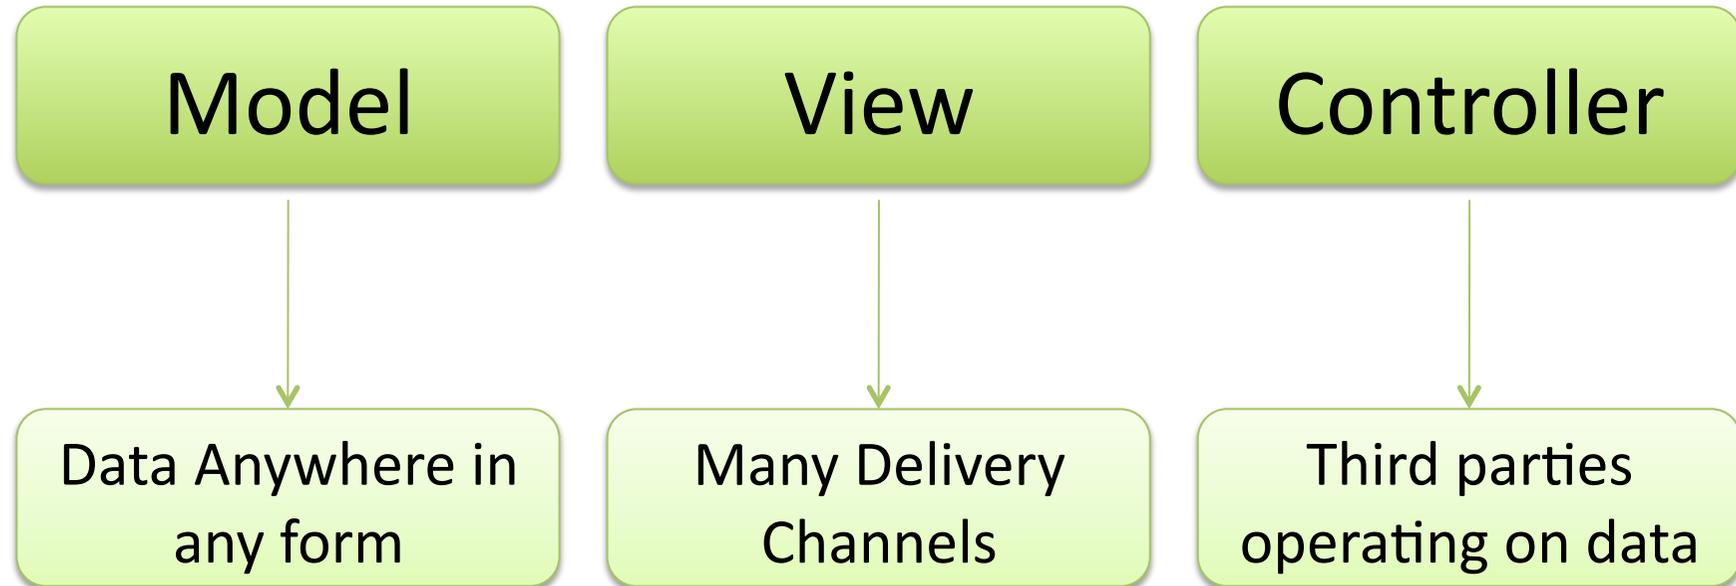 Model
View
Controller
Data Anywhere in
any form
Many Delivery
Channels
Third parties
operating on data